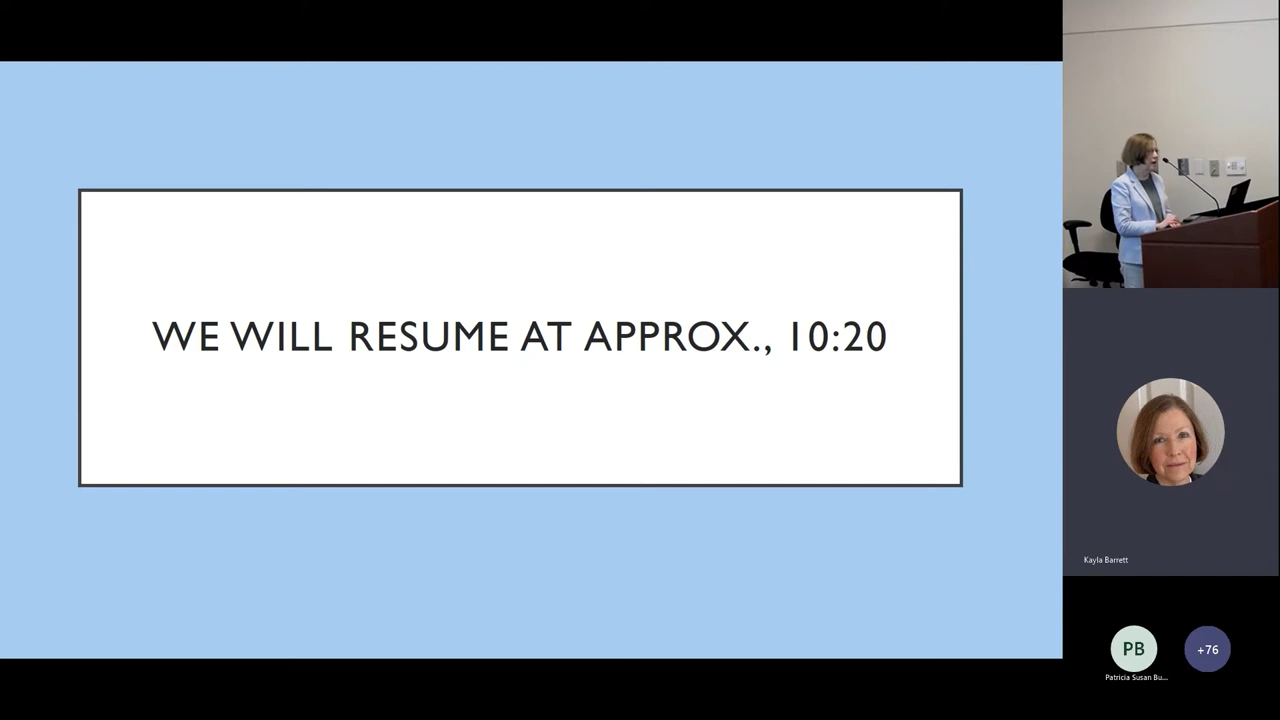 WE WILL RESUME AT APPROX., 10:20
Kayla Barrett
PB
+76
Patricia Susan Bu...